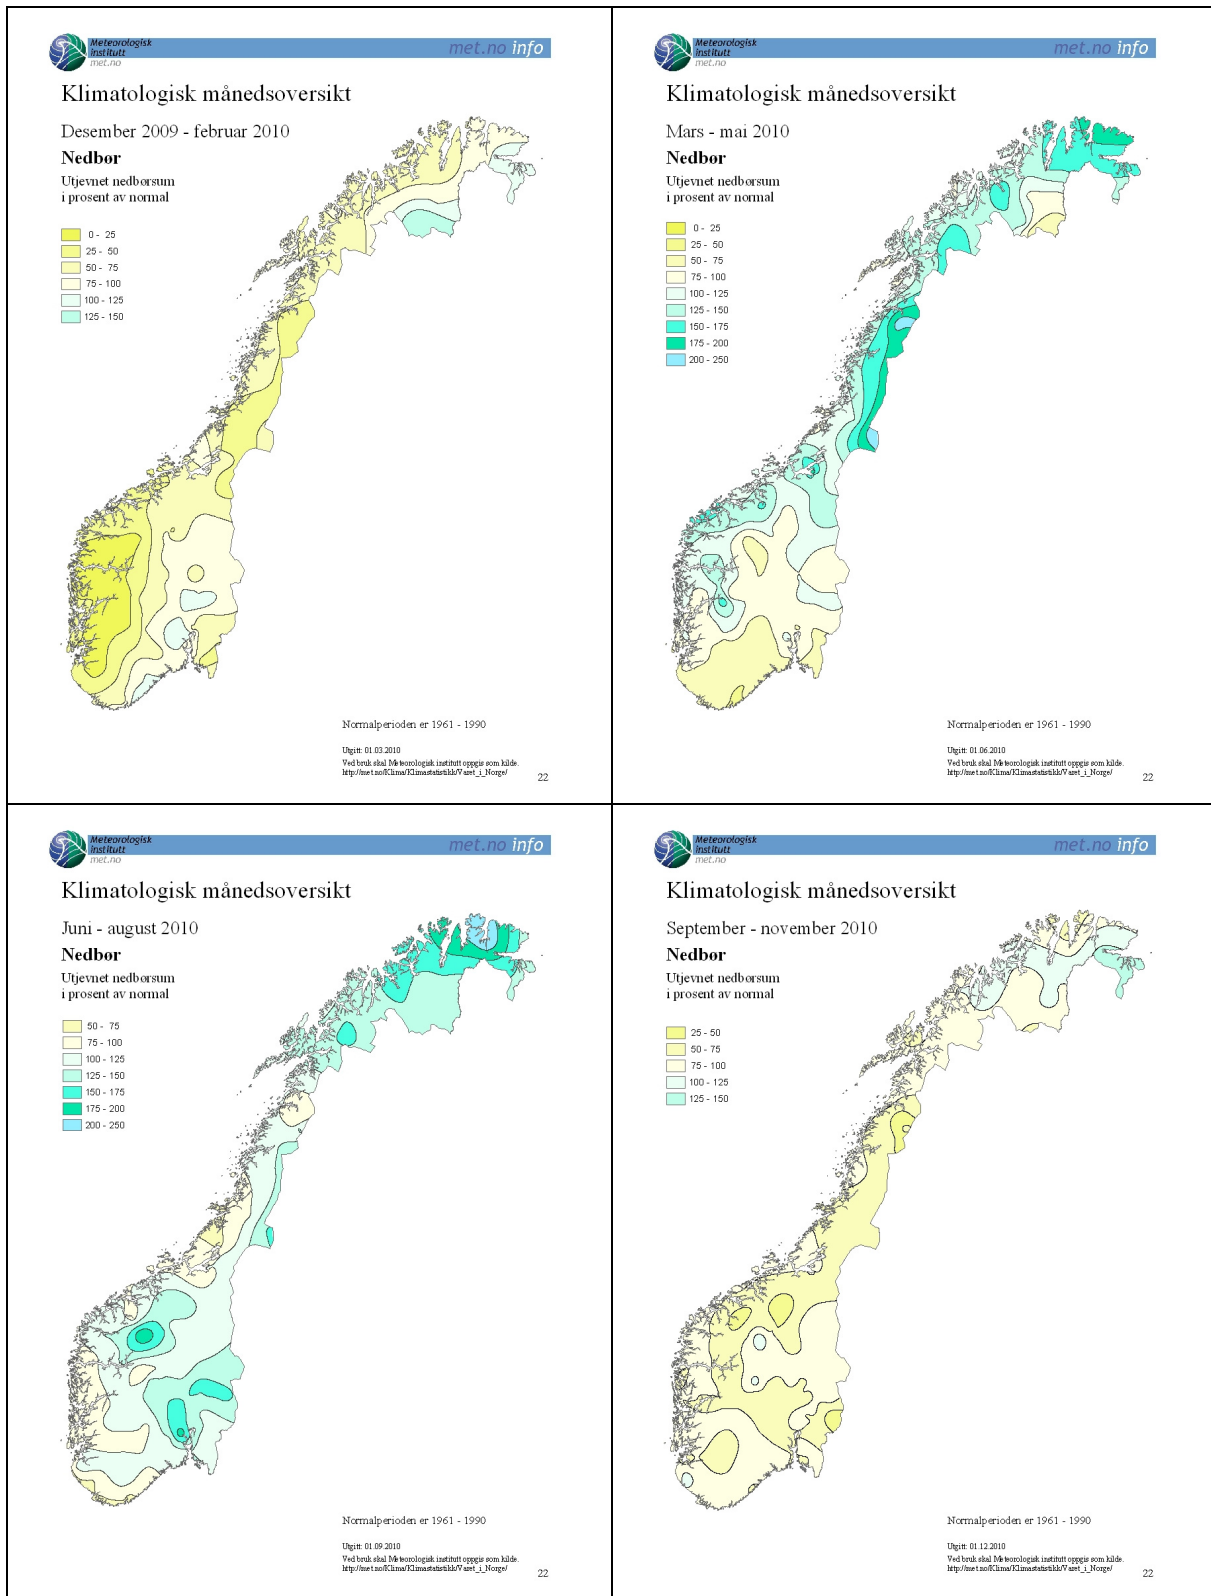 Meteorologisk
institutt
met.no
met.no info
Klimatologisk månedsoversikt
Desember 2009 - februar 2010
Nedbør
Utjevnet nedbørsum
i prosent av normal
0 - 25
25 - 50
50 - 75
75 - 100
100 - 125
125 - 150
Normalperioden er 1961 - 1990
Utgitt: 01.03.2010
Ved bruk skal Meteorologisk institutt oppgis som kilde.
http://met.no/Klima/Klimastatistikk/Varet_i_Norge/
22
Meteorologisk
institutt
met.no
met.no info
Klimatologisk månedsoversikt
Mars - mai 2010
Nedbør
Utjevnet nedbørsum
i prosent av normal
0 - 25
25 - 50
50 - 75
75 - 100
100 - 125
125 - 150
150 - 175
175 - 200
200 - 250
Normalperioden er 1961 - 1990
Utgitt: 01.06.2010
Ved bruk skal Meteorologisk institutt oppgis som kilde.
http://met.no/Klima/Klimastatistikk/Varet_i_Norge/
22
Meteorologisk
institutt
met.no
met.no info
Klimatologisk månedsoversikt
Juni - august 2010
Nedbør
Utjevnet nedbørsum
i prosent av normal
50 - 75
75 - 100
100 - 125
125 - 150
150 - 175
175 - 200
200 - 250
Normalperioden er 1961 - 1990
Utgitt: 01.09.2010
Ved bruk skal Meteorologisk institutt oppgis som kilde.
http://met.no/Klima/Klimastatistikk/Varet_i_Norge/
22
Meteorologisk
institutt
met.no
met.no info
Klimatologisk månedsoversikt
September - november 2010
Nedbør
Utjevnet nedbørsum
i prosent av normal
25 - 50
50 - 75
75 - 100
100 - 125
125 - 150
Normalperioden er 1961 - 1990
Utgitt: 01.12.2010
Ved bruk skal Meteorologisk institutt oppgis som kilde.
http://met.no/Klima/Klimastatistikk/Varet_i_Norge/
22